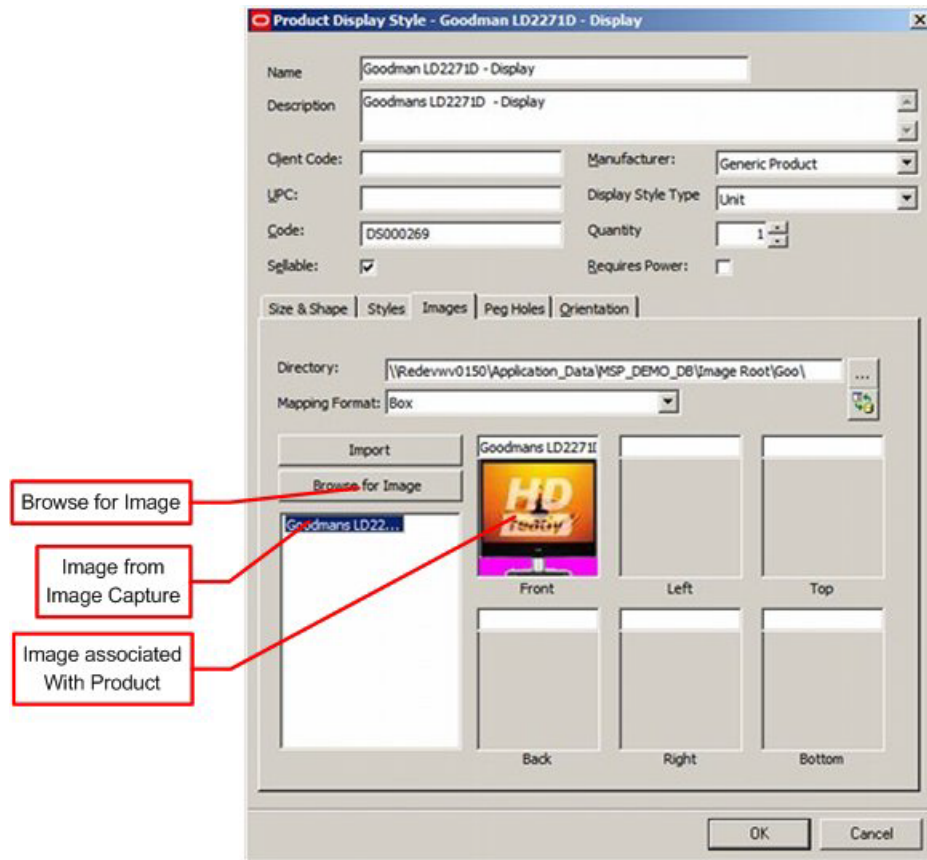 Product Display Style - Goodman LD2271D - Display
Name
Goodman LD2271D - Display
Description
Goodmans LD2271D - Display
Client Code:
Manufacturer:
Generic Product
UPC:
Display Style Type
Unit
Code:
DS000269
Quantity
1
Sellable:
Requires Power:
Size & Shape
Styles
Images
Peg Holes
Orientation
Directory:
\\Redevwv0150\Application_Data\MSP_DEMO_DB\Image Root\Goo\
...
Mapping Format:
Box
Import
Goodmans LD2271
Browse for Image
Browse for Image
Goodmans LD22...
HD
Image from
Image Capture
Front
Left
Top
Image associated
With Product
Back
Right
Bottom
OK
Cancel